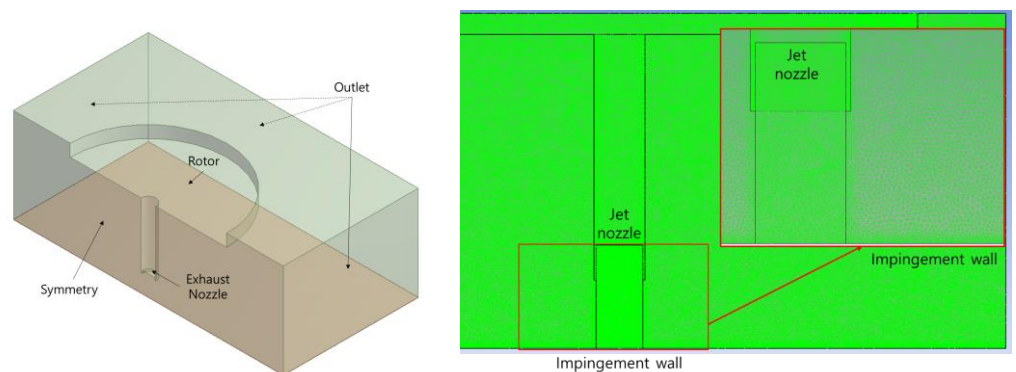 Outlet
Rotor
Exhaust
Nozzle
Symmetry
Jet
nozzle
Impingement wall
Jet
nozzle
Impingement wall